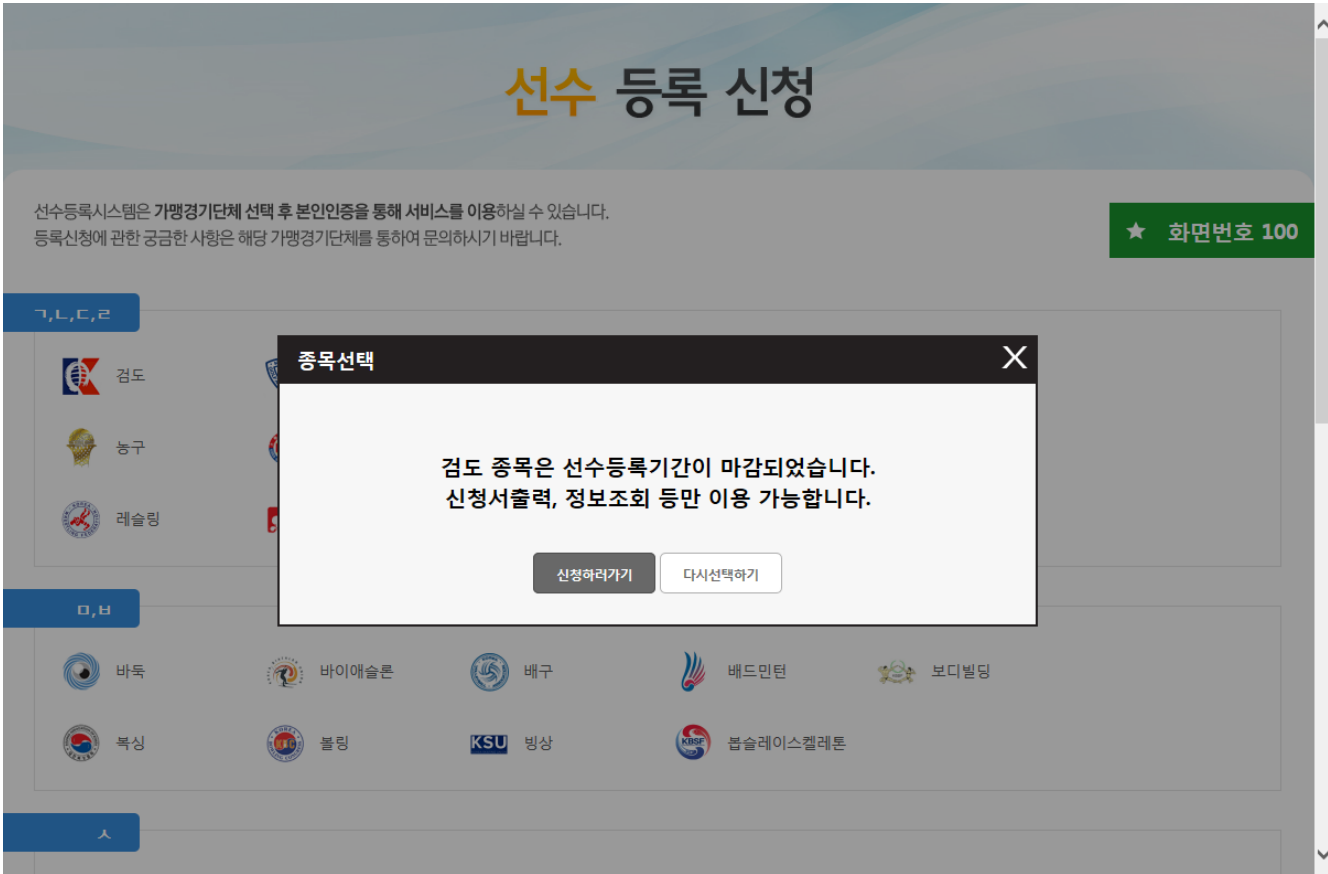 선수 등록 신청
선수등록시스템은 가맹경기단체 선택 후 본인인증을 통해 서비스를 이용하실 수 있습니다.
등록신청에 관한 궁금한 사항은 해당 가맹경기단체를 통하여 문의하시기 바랍니다.
★ 화면번호 100
ㄱ,ㄴ,ㄷ,ㄹ
검도
농구
레슬링
종목선택 X
검도 종목은 선수등록기간이 마감되었습니다.
신청서출력, 정보조회 등만 이용 가능합니다.
신청하러가기 다시선택하기
ㅁ,ㅂ
바둑 바이애슬론 배구 배드민턴 보디빌딩
복싱 볼링 KSU 빙상 KBSF 봅슬레이스켈레톤
ㅅ